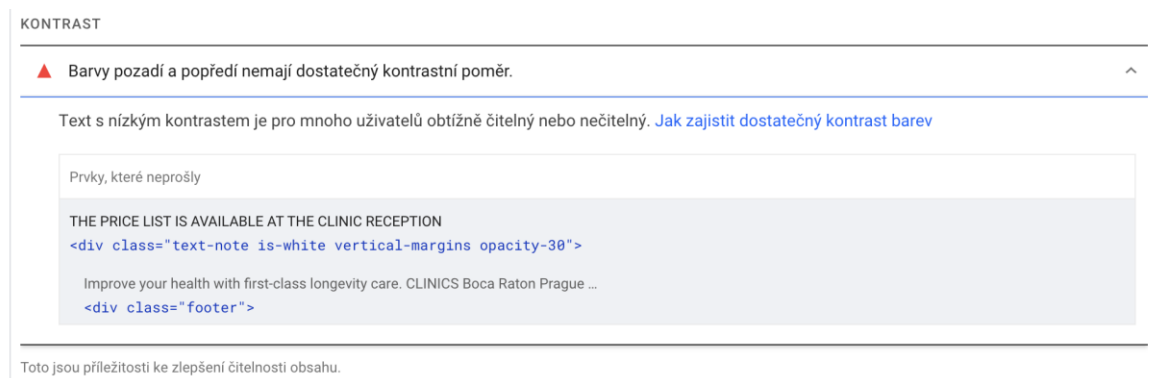 KONTRAST
Barvy pozadí a popředí nemají dostatečný kontrastní poměr.
Text s nízkým kontrastem je pro mnoho uživatelů obtížně čitelný nebo nečitelný. Jak zajistit dostatečný kontrast barev
Prvky, které neprošly
THE PRICE LIST IS AVAILABLE AT THE CLINIC RECEPTION
<div class="text-note is-white vertical-margins opacity-30">
Improve your health with first-class longevity care. CLINICS Boca Raton Prague …
<div class="footer">
Toto jsou příležitosti ke zlepšení čitelnosti obsahu.